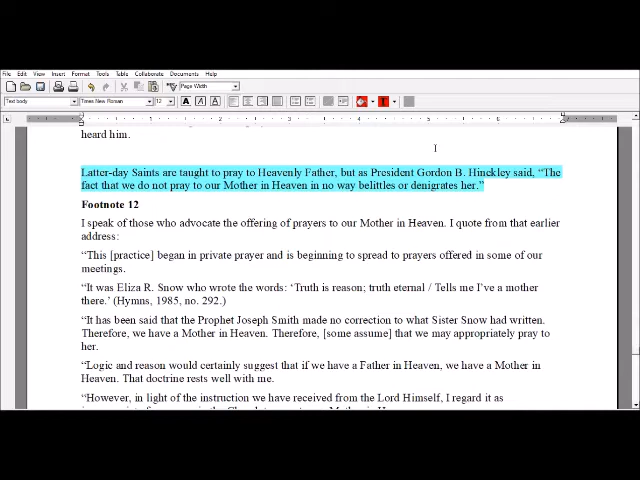 File Edit View Insert Format Tools Table Collaborate Documents Help
Page Width
Text body Times New Roman 12
heard him.
Latter-day Saints are taught to pray to Heavenly Father, but as President Gordon B. Hinckley said, “The
fact that we do not pray to our Mother in Heaven in no way belittles or denigrates her.”
Footnote 12
I speak of those who advocate the offering of prayers to our Mother in Heaven. I quote from that earlier
address:
“This [practice] began in private prayer and is beginning to spread to prayers offered in some of our
meetings.
“It was Eliza R. Snow who wrote the words: ‘Truth is reason; truth eternal / Tells me I’ve a mother
there.’ (Hymns, 1985, no. 292.)
“It has been said that the Prophet Joseph Smith made no correction to what Sister Snow had written.
Therefore, we have a Mother in Heaven. Therefore, [some assume] that we may appropriately pray to
her.
“Logic and reason would certainly suggest that if we have a Father in Heaven, we have a Mother in
Heaven. That doctrine rests well with me.
“However, in light of the instruction we have received from the Lord Himself, I regard it as